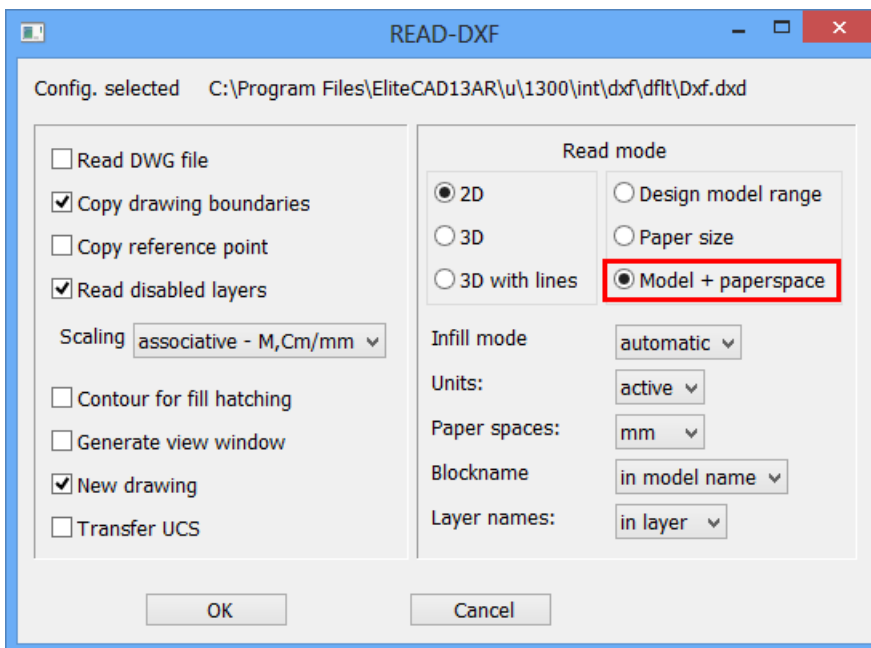 READ-DXF
Config. selected C:\Program Files\EliteCAD13AR\u\1300\int\dxf\dflt\Dxf.dxd
Read DWG file
Copy drawing boundaries
Copy reference point
Read disabled layers
Scaling associative - M,Cm/mm
Contour for fill hatching
Generate view window
New drawing
Transfer UCS
Read mode
2D
3D
3D with lines
Design model range
Paper size
Model + paperspace
Infill mode automatic
Units: active
Paper spaces: mm
Blockname in model name
Layer names: in layer
OK
Cancel